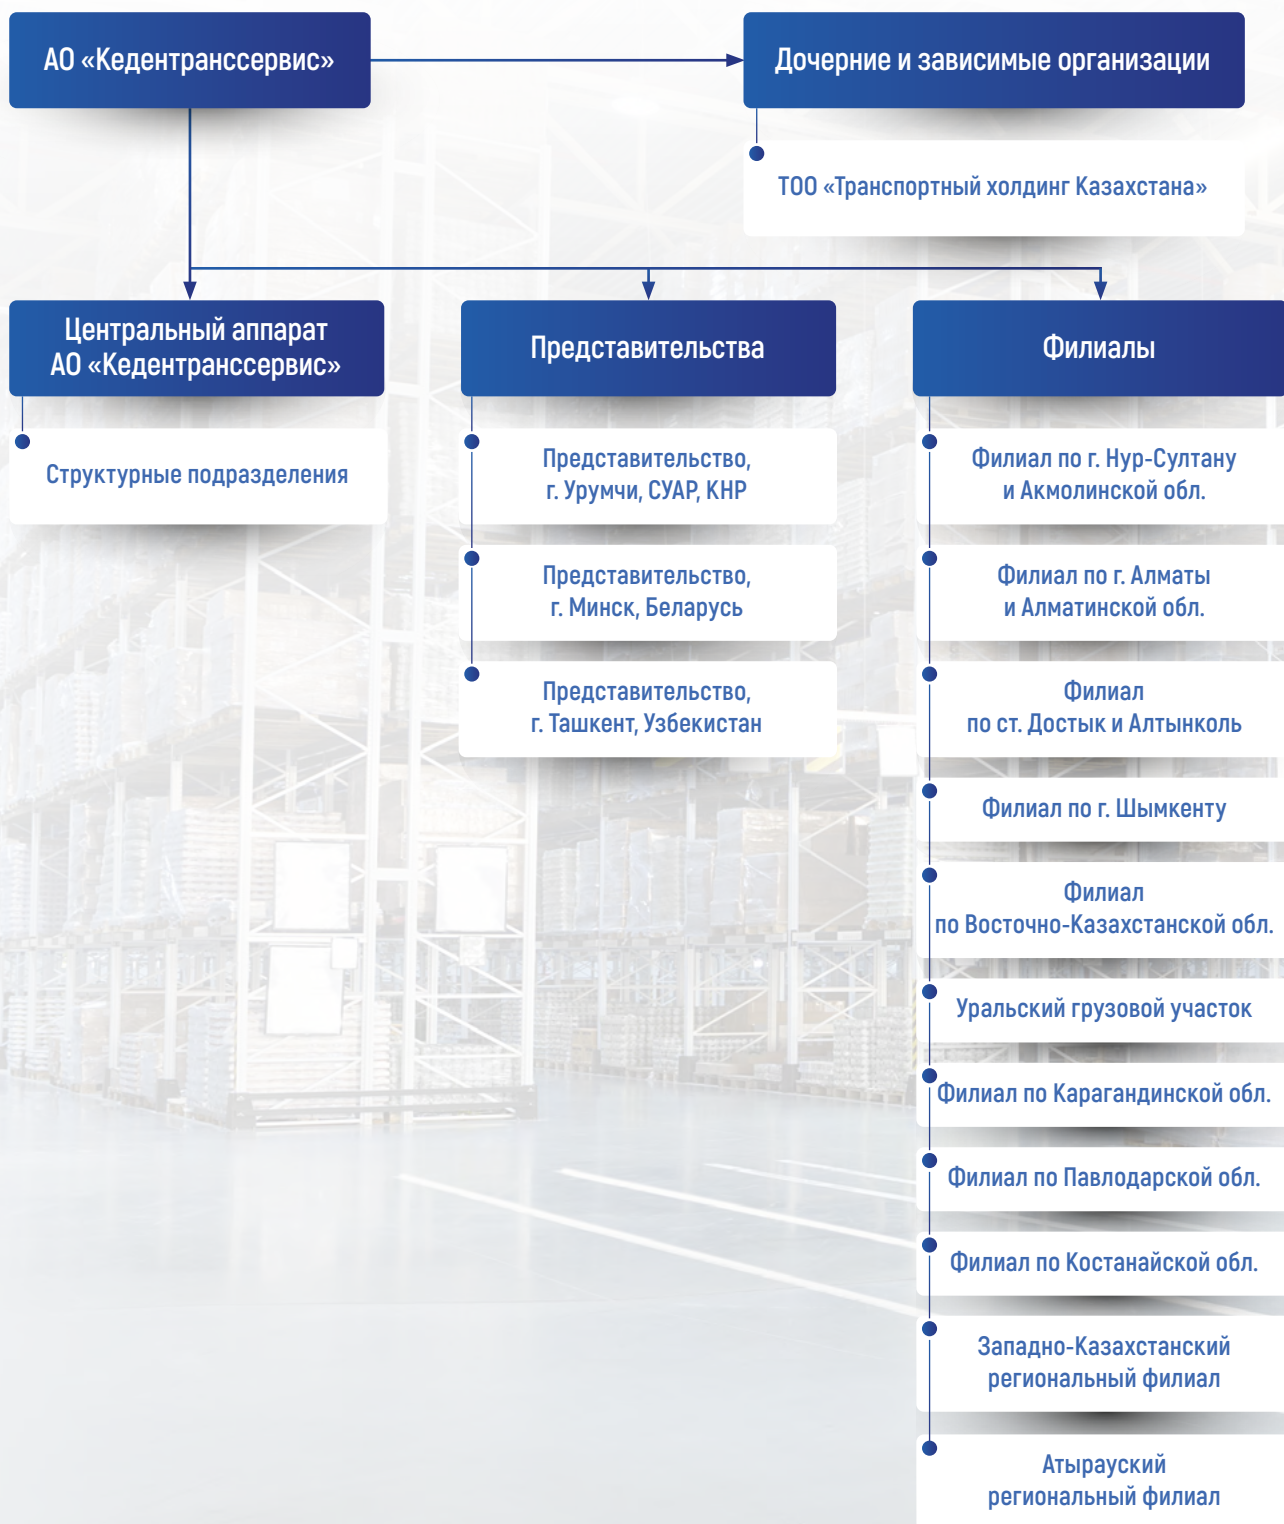 АО «Кедентранссервис»
Дочерние и зависимые организации
ТОО «Транспортный холдинг Казахстана»
Центральный аппарат
АО «Кедентранссервис»
Структурные подразделения
Представительства
Представительство,
г. Урумчи, СУАР, КНР
Представительство,
г. Минск, Беларусь
Представительство,
г. Ташкент, Узбекистан
Филиалы
Филиал по г. Нур-Султану
и Акмолинской обл.
Филиал по г. Алматы
и Алматинской обл.
Филиал
по ст. Достык и Алтынколь
Филиал по г. Шымкенту
Филиал
по Восточно-Казахстанской обл.
Уральский грузовой участок
Филиал по Карагандинской обл.
Филиал по Павлодарской обл.
Филиал по Костанайской обл.
Западно-Казахстанский
региональный филиал
Атырауский
региональный филиал